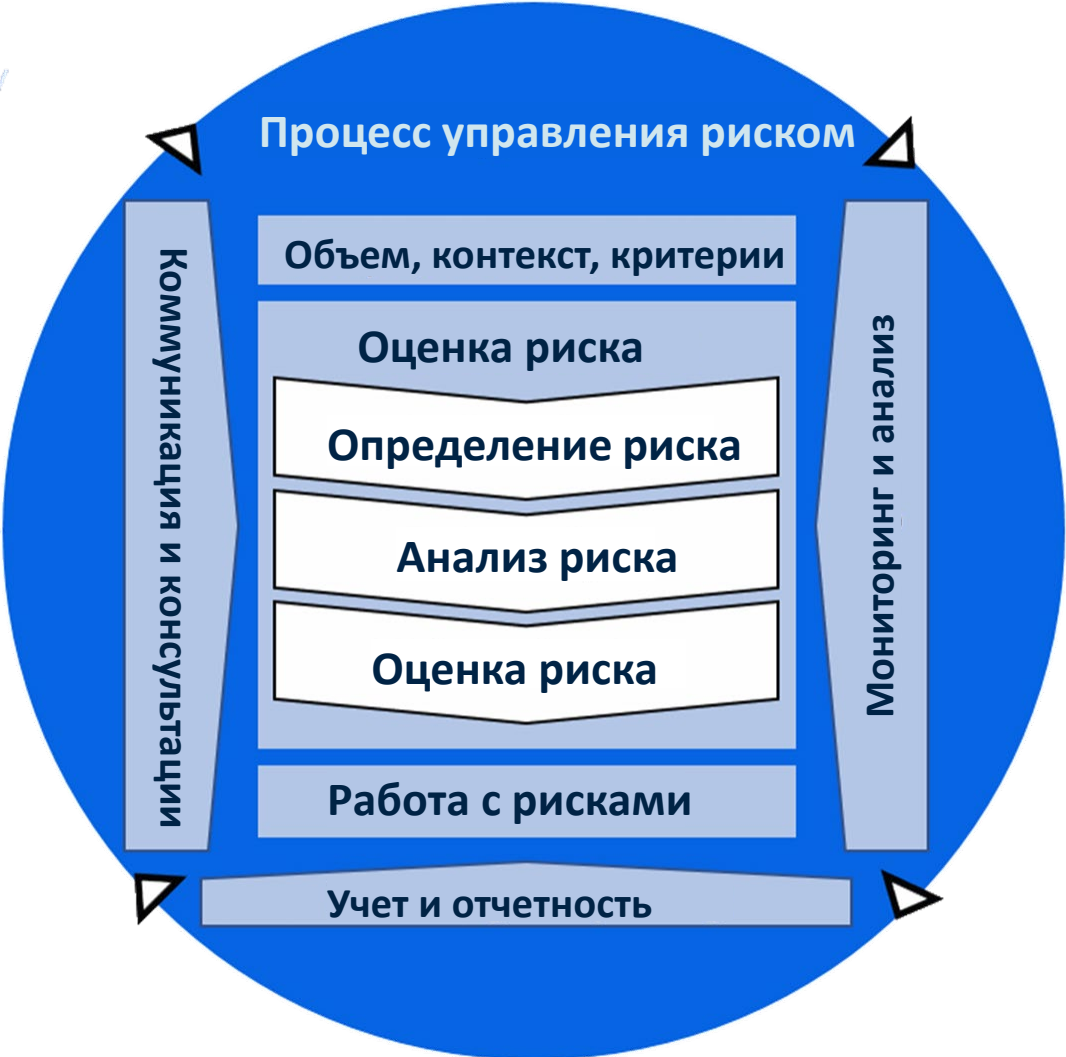 Процесс управления риском
Объем, контекст, критерии
Коммуникация и консультации
Оценка риска
Определение риска
Анализ риска
Оценка риска
Мониторинг и анализ
Работа с рисками
Учет и отчетность